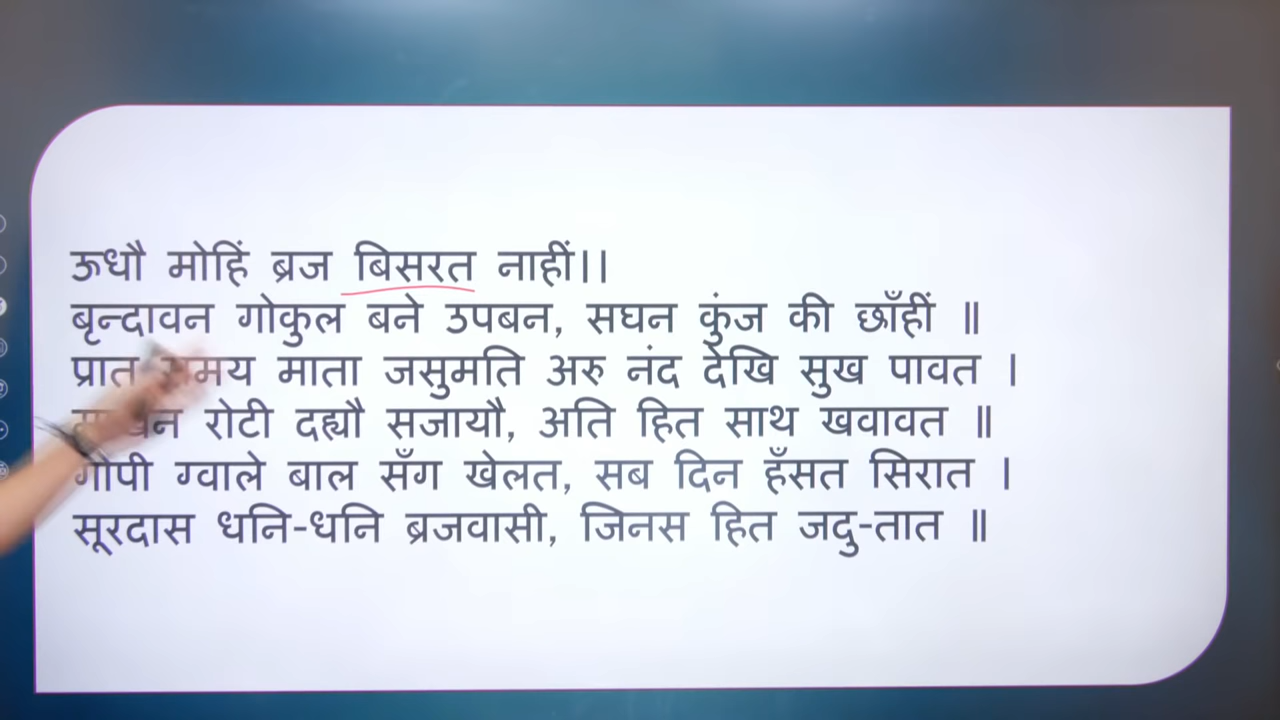 ऊधौ मोहिं ब्रज बिसरत नाहीं।।
बृन्दावन गोकुल बने उपबन, सघन कुंज की छाँहीं ॥
प्रात समय माता जसुमति अरु नंद देखि सुख पावत ।
रोटी दह्यौ सजायौ, अति हित साथ खवावत ॥
गोपी ग्वाले बाल सँग खेलत, सब दिन हँसत सिरात ।
सूरदास धनि-धनि ब्रजवासी, जिनस हित जदु-तात ॥